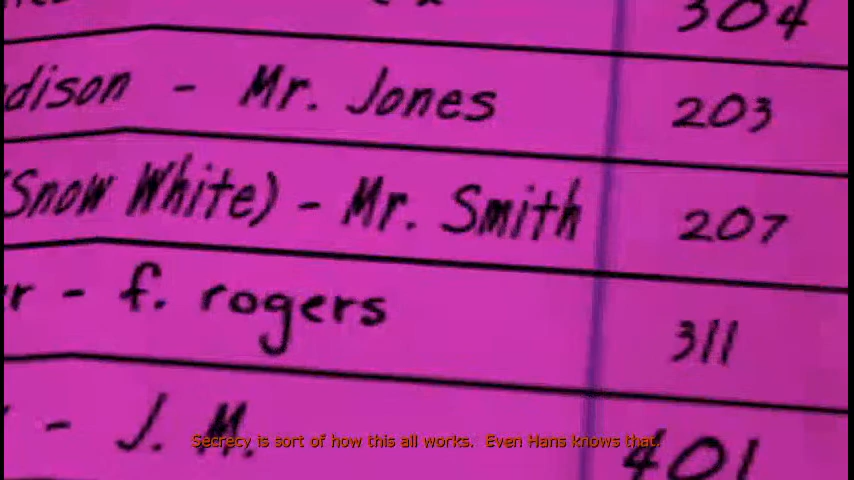 304
dison - Mr. Jones 203
(Snow White) - Mr. Smith 207
r - f. rogers 311
- J. M. 401
Secrecy is sort of how this all works. Even Hans knows that.